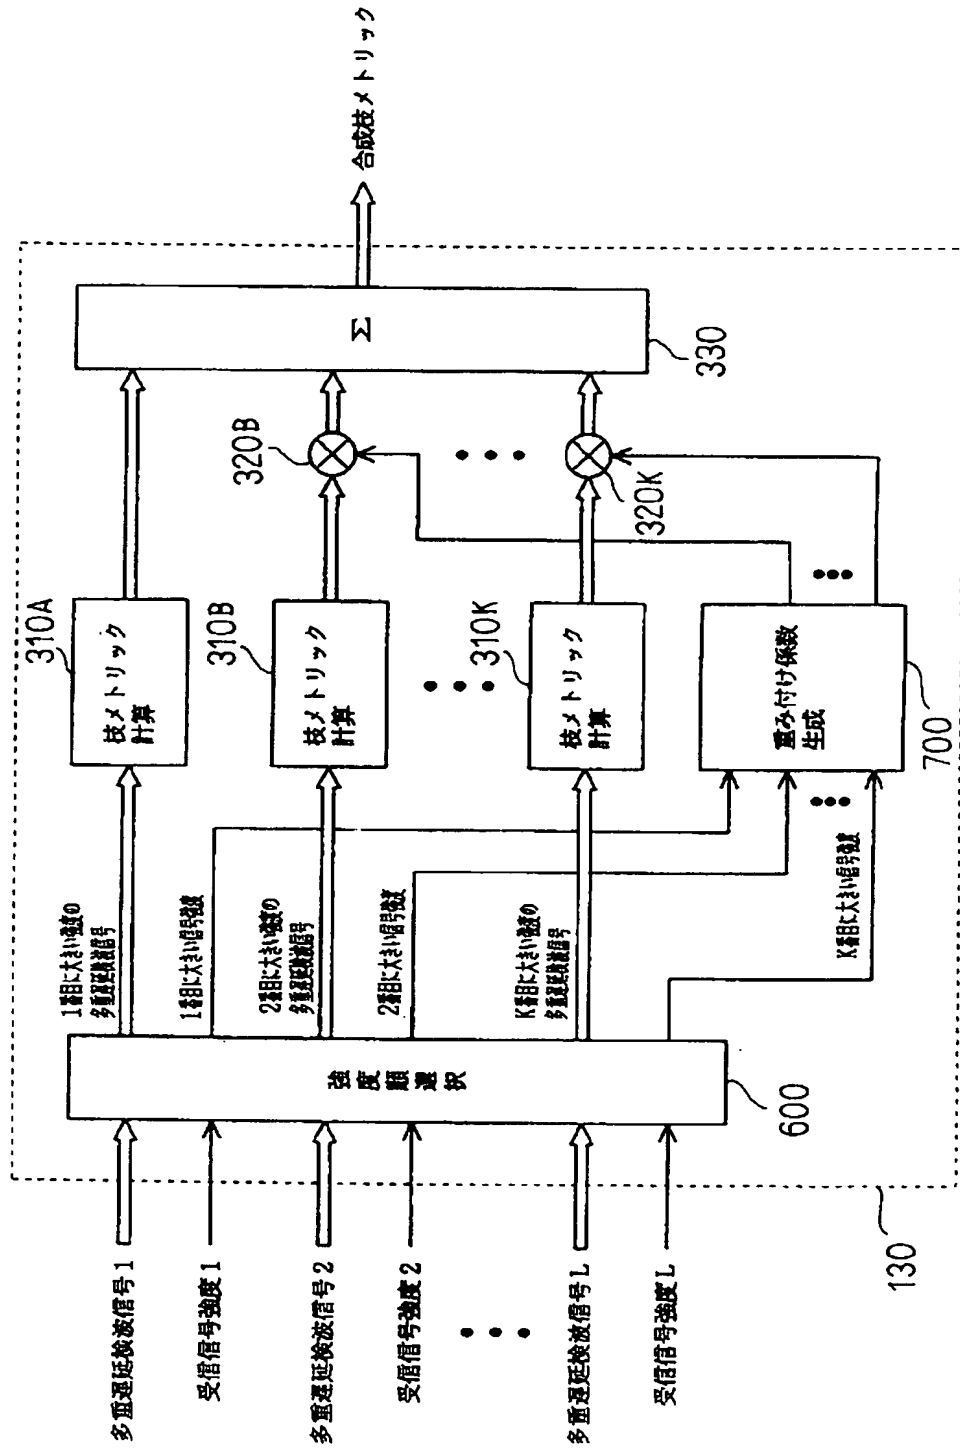 多重遅延検波信号1
受信信号強度1
多重遅延検波信号2
受信信号強度2
多重遅延検波信号L
受信信号強度L
130
強度順選択
600
1番目に大きい強度の
多重遅延検波信号
1番目に大きい信号強度
2番目に大きい強度の
多重遅延検波信号
2番目に大きい信号強度
K番目に大きい強度の
多重遅延検波信号
K番目に大きい信号強度
枝メトリック
計算
310A
枝メトリック
計算
310B
枝メトリック
計算
310K
重み付け係数
生成
700
320B
320K
Σ
330
合成枝メトリック